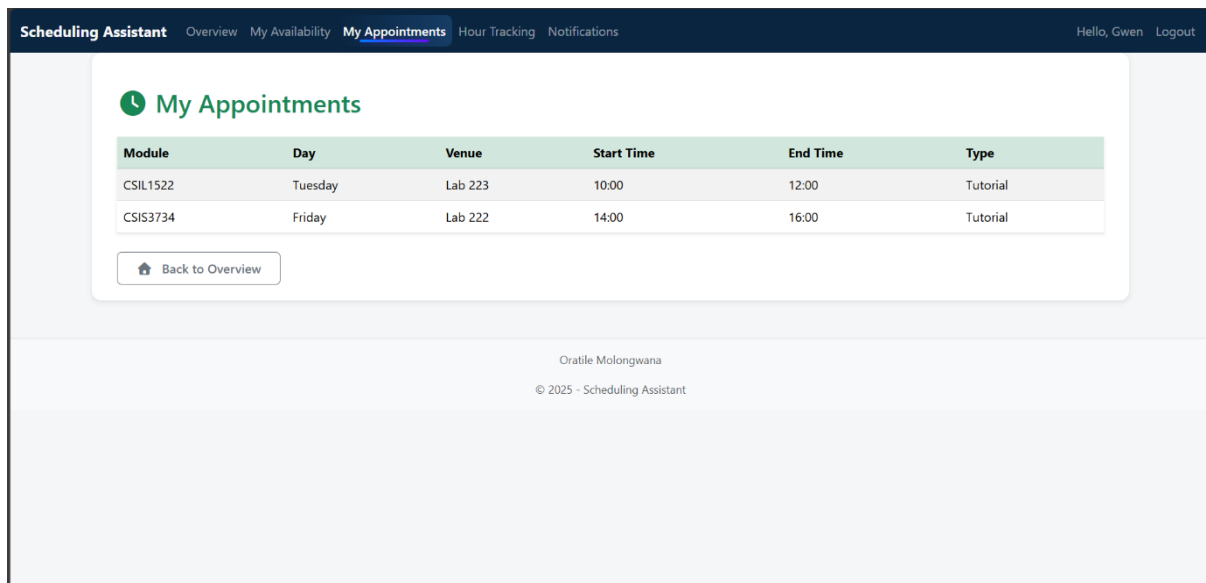 Scheduling Assistant Overview My Availability My Appointments Hour Tracking Notifications Hello, Gwen Logout
My Appointments
Module Day Venue Start Time End Time Type
CSIL1522 Tuesday Lab 223 10:00 12:00 Tutorial
CSIS3734 Friday Lab 222 14:00 16:00 Tutorial
Back to Overview
Oratile Molongwana
© 2025 - Scheduling Assistant